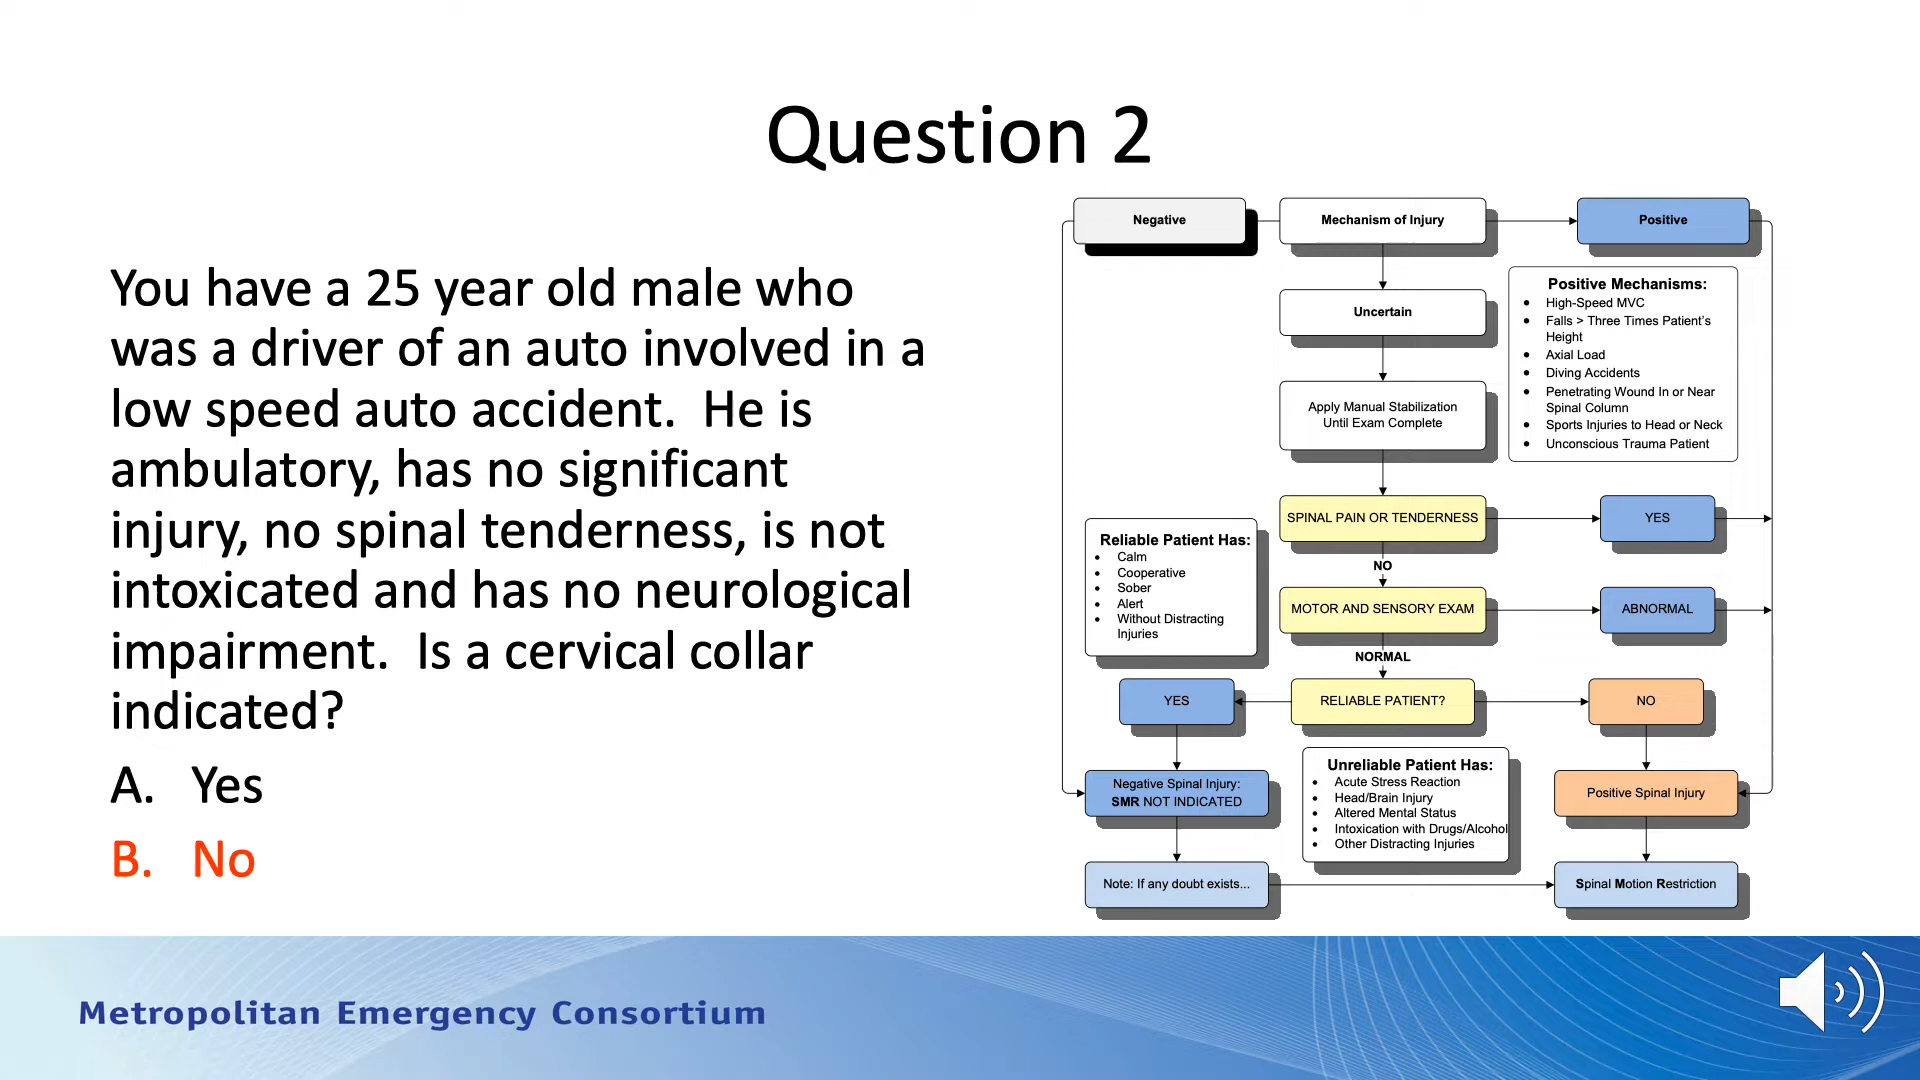 Question 2
You have a 25 year old male who
was a driver of an auto involved in a
low speed auto accident.  He is
ambulatory, has no significant
injury, no spinal tenderness, is not
intoxicated and has no neurological
impairment.  Is a cervical collar
indicated?
A. Yes
B. No
Negative
Mechanism of Injury
Positive
Uncertain
Positive Mechanisms:
• High-Speed MVC
• Falls > Three Times Patient's
Height
• Axial Load
• Diving Accidents
• Penetrating Wound In or Near
Spinal Column
• Sports Injuries to Head or Neck
• Unconscious Trauma Patient
Apply Manual Stabilization
Until Exam Complete
SPINAL PAIN OR TENDERNESS
YES
Reliable Patient Has:
• Calm
• Cooperative
• Sober
• Alert
• Without Distracting
Injuries
NO
MOTOR AND SENSORY EXAM
ABNORMAL
NORMAL
YES
RELIABLE PATIENT?
NO
Negative Spinal Injury:
SMR NOT INDICATED
Unreliable Patient Has:
• Acute Stress Reaction
• Head/Brain Injury
• Altered Mental Status
• Intoxication with Drugs/Alcohol
• Other Distracting Injuries
Positive Spinal Injury
Note: If any doubt exists...
Spinal Motion Restriction
Metropolitan Emergency Consortium